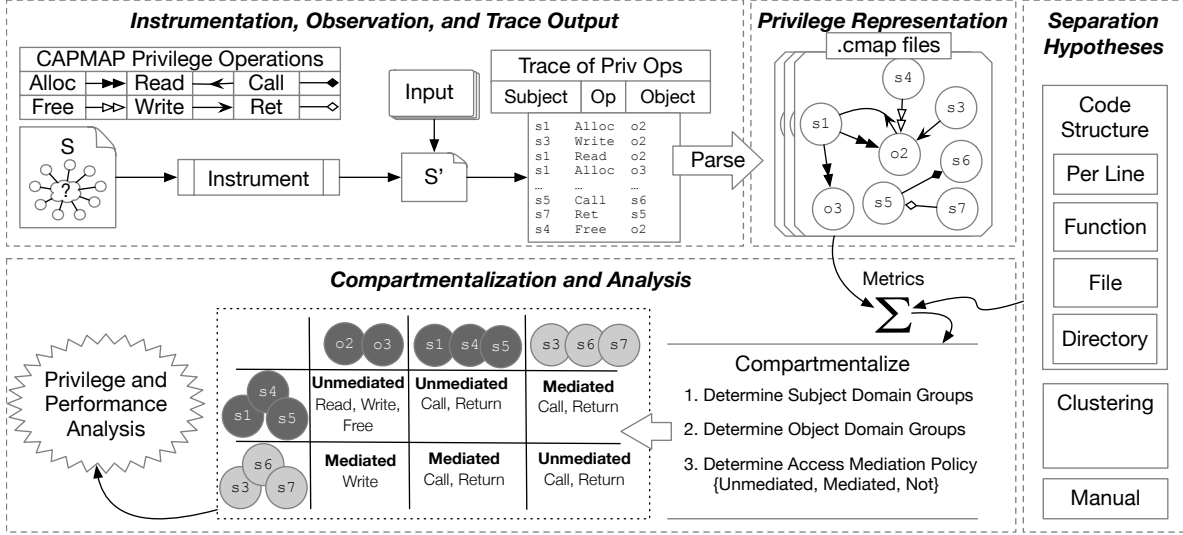 Instrumentation, Observation, and Trace Output
CAPMAP Privilege Operations
Alloc Read Call
Free Write Ret
S
?
Instrument
Input
S'
Trace of Priv Ops
Subject Op Object
s1 Alloc o2
s3 Write o2
s1 Read o2
s1 Alloc o3
… … …
s5 Call s6
s7 Ret s5
s4 Free o2
Parse
Privilege Representation
.cmap files
s4
s3
s1
o2
s6
s5
o3
s7
Separation
Hypotheses
Code
Structure
Per Line
Function
File
Directory
Clustering
Manual
Compartmentalization and Analysis
Metrics
Σ
Compartmentalize
1. Determine Subject Domain Groups
2. Determine Object Domain Groups
3. Determine Access Mediation Policy
{Unmediated, Mediated, Not}
o2 o3 s1 s4 s5 s3 s6 s7
s4
s1 s5
Unmediated
Read, Write,
Free
Unmediated
Call, Return
Mediated
Call, Return
s6
s3 s7
Mediated
Write
Mediated
Call, Return
Unmediated
Call, Return
Privilege and
Performance
Analysis